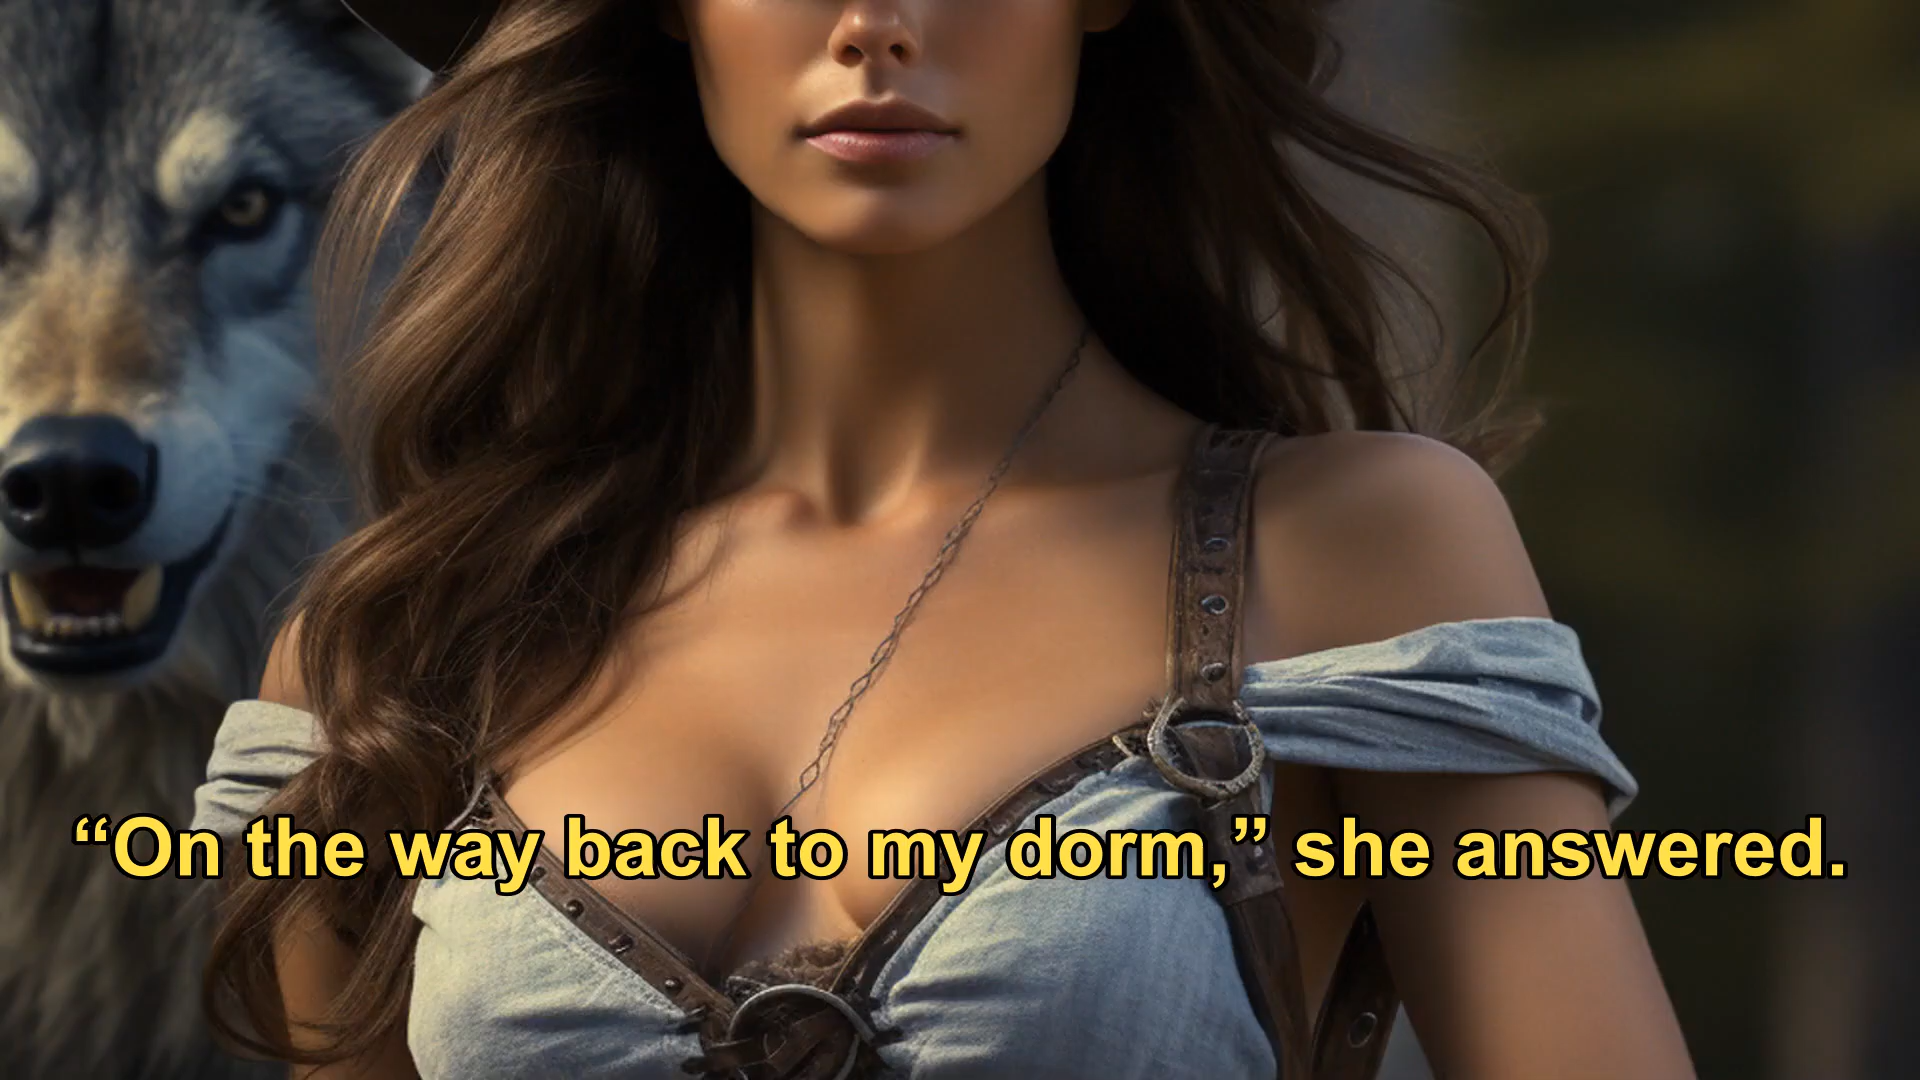 “On the way back to my dorm,” she answered.